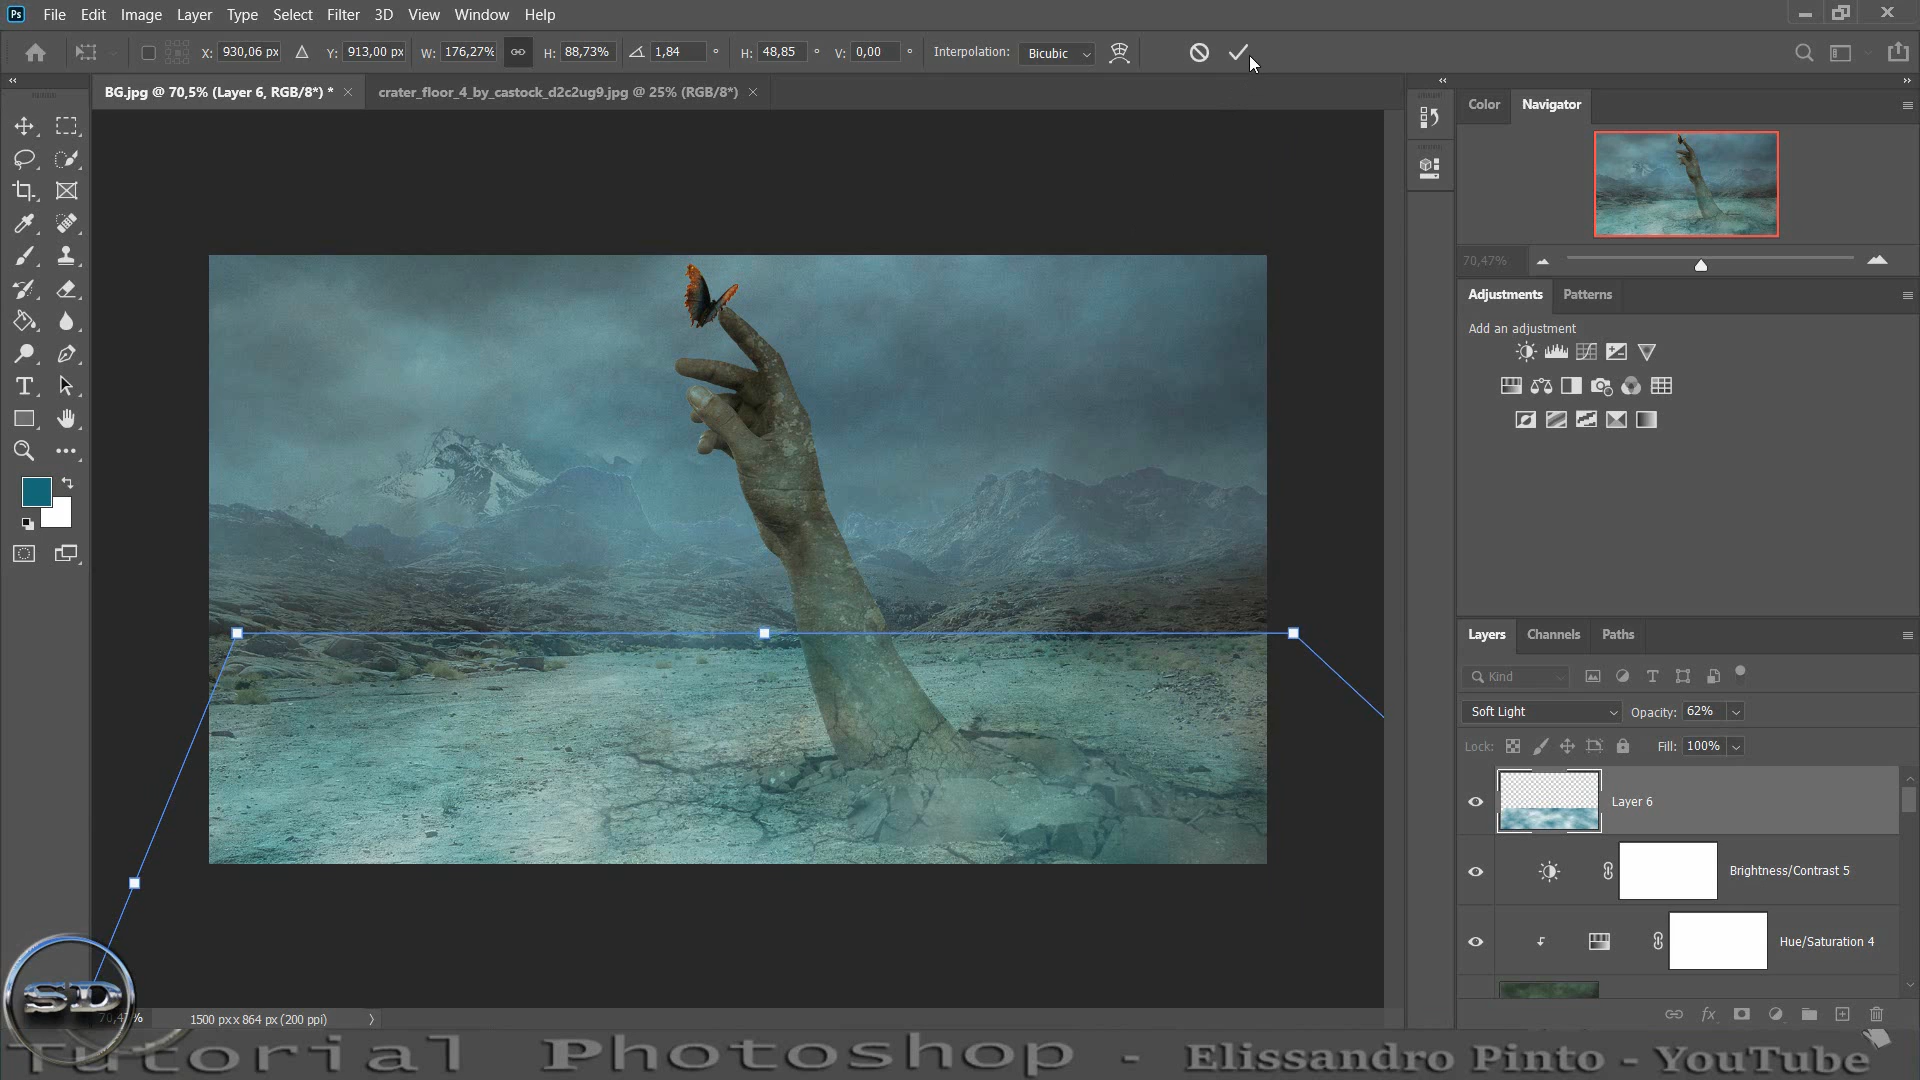 Ps File Edit Image Layer Type Select Filter 3D View Window Help
X: 930,06 px Y: 913,00 px W: 176,27% H: 88,73% 1,84 ° H: 48,85 ° V: 0,00 ° Interpolation: Bicubic
BG.jpg @ 70,5% (Layer 6, RGB/8*) * crater_floor_4_by_castock_d2c2ug9.jpg @ 25% (RGB/8*)
Color Navigator
70,47%
Adjustments Patterns
Add an adjustment
Layers Channels Paths
Kind
Soft Light Opacity: 62%
Lock: Fill: 100%
Layer 6
Brightness/Contrast 5
Hue/Saturation 4
fx
SD
70,47% 1500 px x 864 px (200 ppi)
Tutorial Photoshop - Elissandro Pinto - YouTube